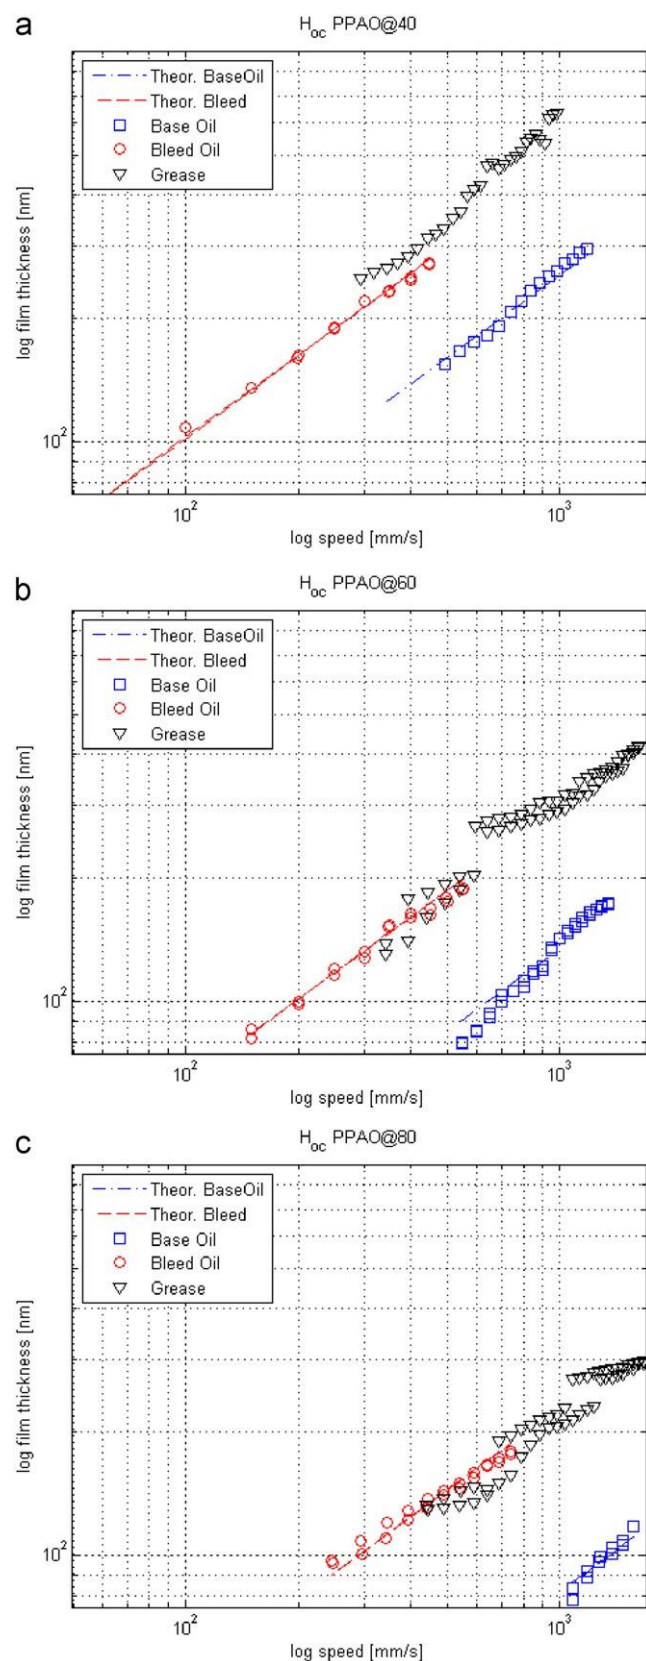 a
H_oc PPAO@40
Theor. BaseOil
Theor. Bleed
Base Oil
Bleed Oil
Grease
log film thickness [nm]
10^2
10^2
10^3
log speed [mm/s]
b
H_oc PPAO@60
Theor. BaseOil
Theor. Bleed
Base Oil
Bleed Oil
Grease
log film thickness [nm]
10^2
10^2
10^3
log speed [mm/s]
c
H_oc PPAO@80
Theor. BaseOil
Theor. Bleed
Base Oil
Bleed Oil
Grease
log film thickness [nm]
10^2
10^2
10^3
log speed [mm/s]